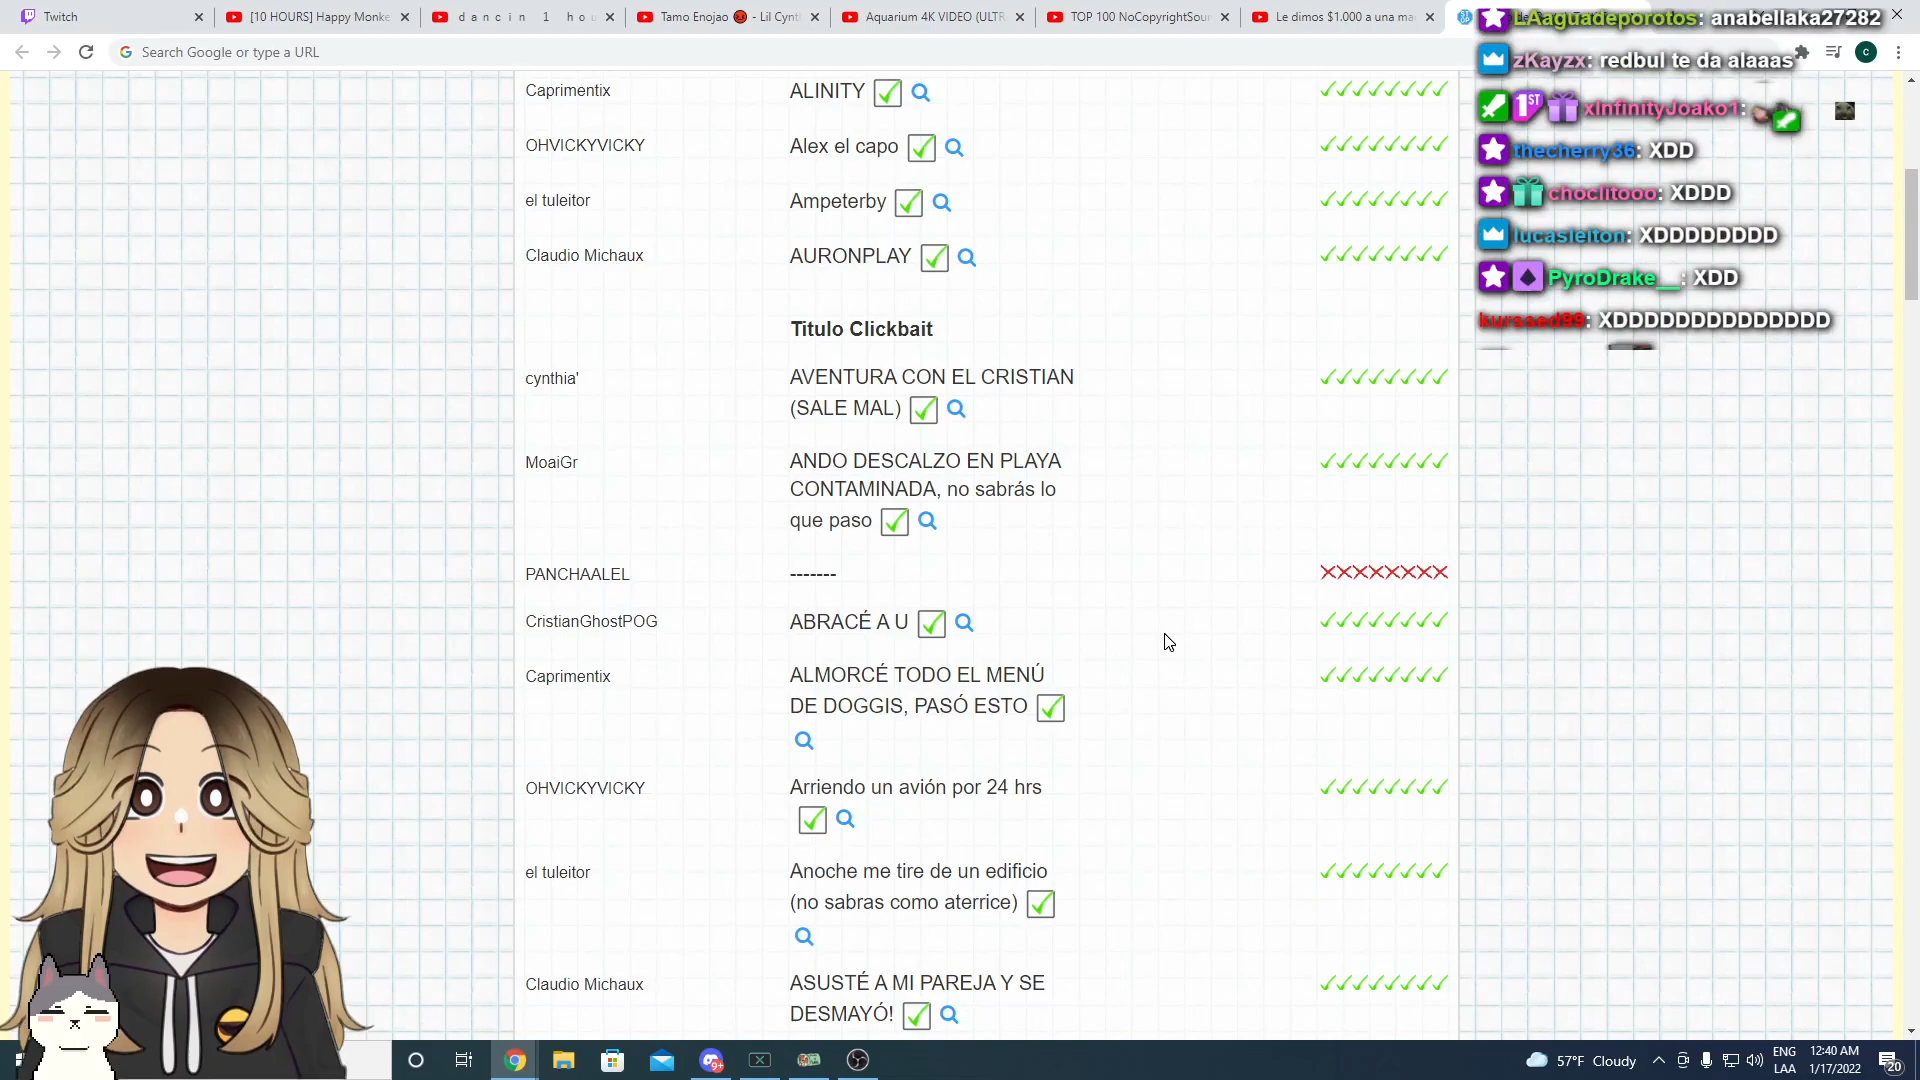 Twitch
[10 HOURS] Happy Monke
d a n c i n 1 h o u
Tamo Enojao 😡 - Lil Cynt
Aquarium 4K VIDEO (ULTR
TOP 100 NoCopyrightSour
Le dimos $1.000 a una ma
Search Google or type a URL
C
LAaguadeporotos: anabellaka27282
zKayzx: redbul te da alaaas
1ST xInfinityJoako1:
thecherry36: XDD
choclitooo: XDDD
lucasleiton: XDDDDDDDD
PyroDrake__: XDD
kurssed99: XDDDDDDDDDDDDDD
Caprimentix ALINITY
OHVICKYVICKY Alex el capo
el tuleitor Ampeterby
Claudio Michaux AURONPLAY
Titulo Clickbait
cynthia' AVENTURA CON EL CRISTIAN
(SALE MAL)
MoaiGr ANDO DESCALZO EN PLAYA
CONTAMINADA, no sabrás lo
que paso
PANCHAALEL -------
CristianGhostPOG ABRACÉ A U
Caprimentix ALMORCÉ TODO EL MENÚ
DE DOGGIS, PASÓ ESTO
OHVICKYVICKY Arriendo un avión por 24 hrs
el tuleitor Anoche me tire de un edificio
(no sabras como aterrice)
Claudio Michaux ASUSTÉ A MI PAREJA Y SE
DESMAYÓ!
9+
57°F Cloudy
ENG
LAA
12:40 AM
1/17/2022
20